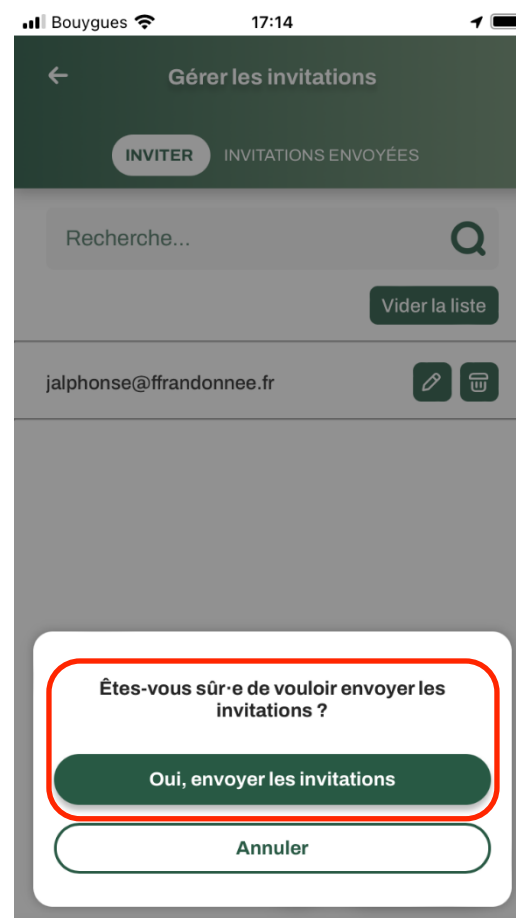 Bouygues 17:14
Gérer les invitations
INVITER INVITATIONS ENVOYÉES
Recherche...
Vider la liste
jalphonse@ffrandonnee.fr
Êtes-vous sûr·e de vouloir envoyer les
invitations ?
Oui, envoyer les invitations
Annuler